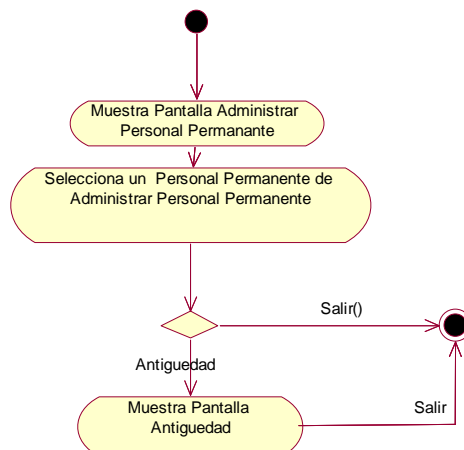 Muestra Pantalla Administrar
Personal Permanante
Selecciona un  Personal Permanente de
Administrar Personal Permanente
Salir()
Antiguedad
Muestra Pantalla
Antiguedad
Salir